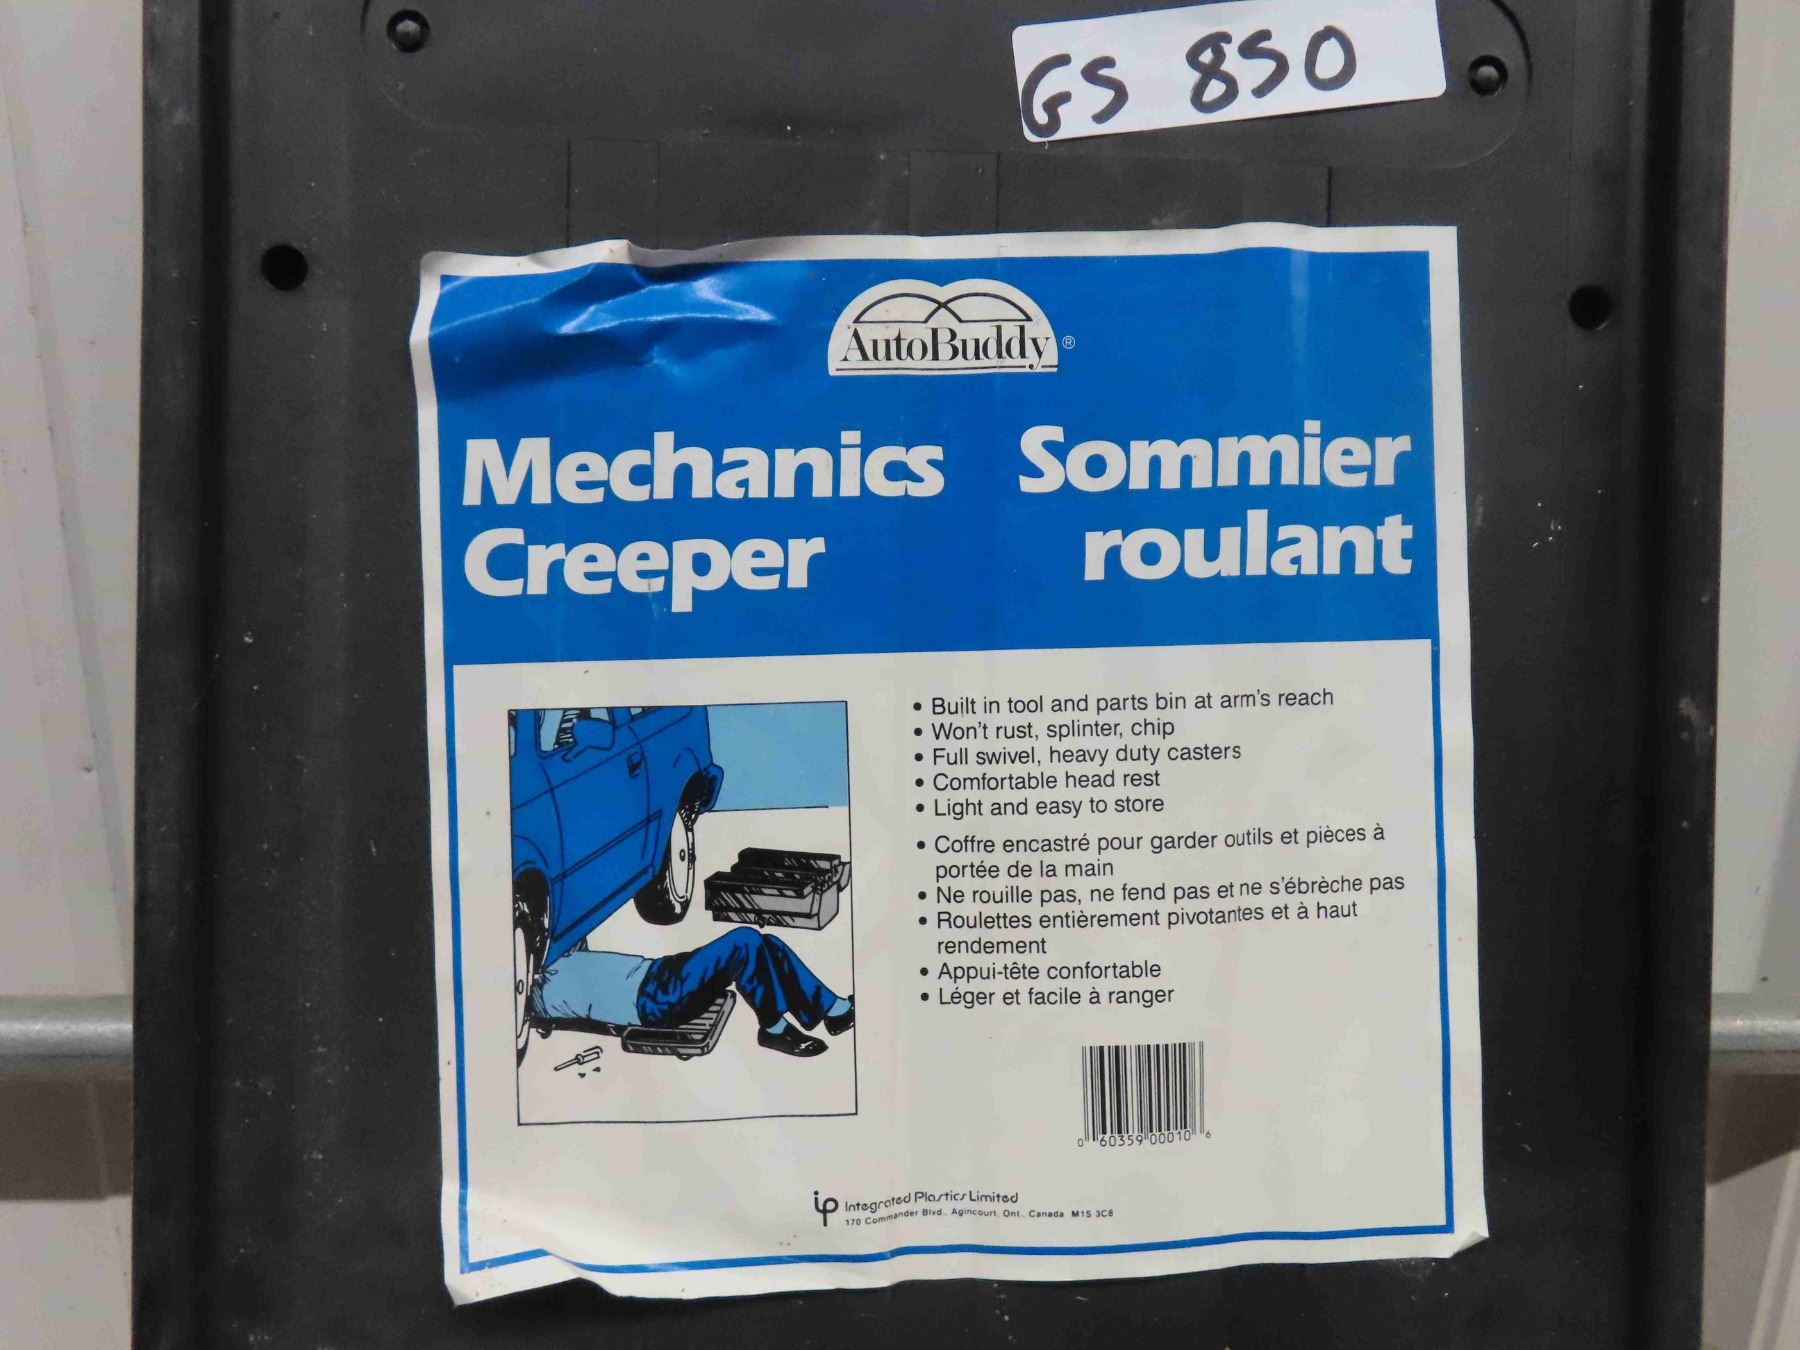 GS 850
AutoBuddy®
Mechanics
Creeper
Sommier
roulant
• Built in tool and parts bin at arm's reach
• Won't rust, splinter, chip
• Full swivel, heavy duty casters
• Comfortable head rest
• Light and easy to store
• Coffre encastré pour garder outils et pièces à
portée de la main
• Ne rouille pas, ne fend pas et ne s'ébrèche pas
• Roulettes entièrement pivotantes et à haut
rendement
• Appui-tête confortable
• Léger et facile à ranger
0 60359 00010 6
ip Integrated Plastics Limited
170 Commander Blvd., Agincourt, Ont., Canada M1S 3C8